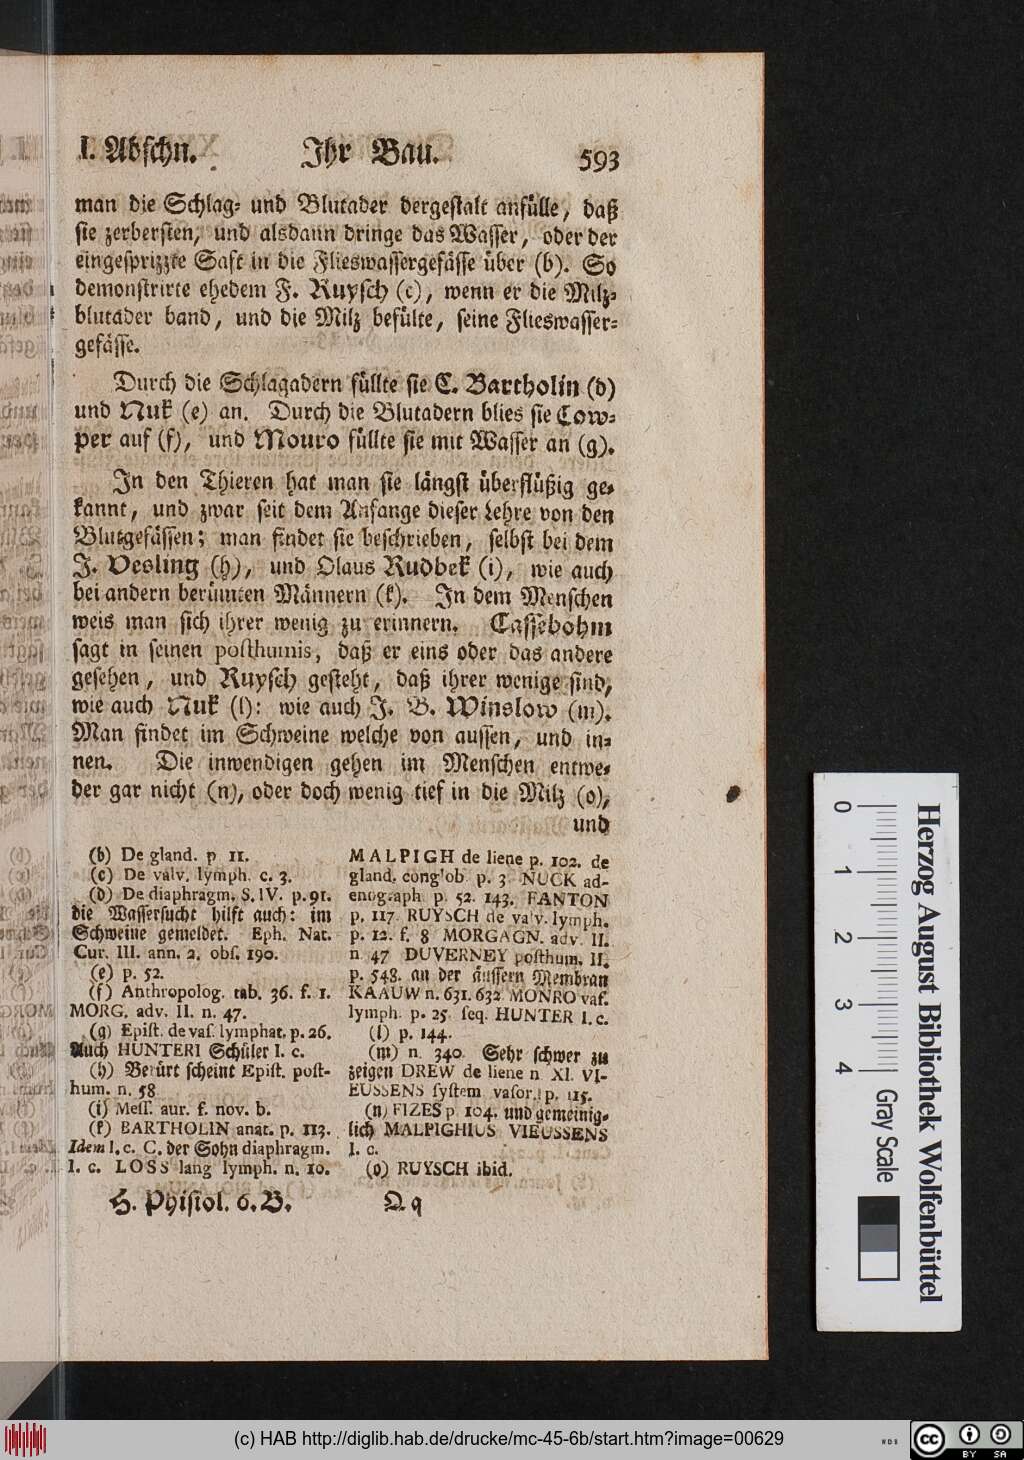 I. Abschn. Ihr Bau. 593
man die Schlag- und Blutader dergestalt anfülle, daß
sie zerbersten, und alsdann dringe das Wasser, oder der
eingesprizzte Saft in die Flieswassergefässe über (b). So
demonstrirte ehedem F. Ruysch (c), wenn er die Milz-
blutader band, und die Milz befülte, seine Flieswasser-
gefässe.
Durch die Schlagadern füllte sie C. Bartholin (d)
und Nuk (e) an. Durch die Blutadern blies sie Cow-
per auf (f), und Mouro füllte sie mit Wasser an (g).
In den Thieren hat man sie längst überflüßig ge-
kannt, und zwar seit dem Anfange dieser Lehre von den
Blutgefässen; man findet sie beschrieben, selbst bei dem
J. Vesling (h), und Olaus Rudbek (i), wie auch
bei andern berümten Männern (k). In dem Menschen
weis man sich ihrer wenig zu erinnern. Cassebohm
sagt in seinen posthumis, daß er eins oder das andere
gesehen, und Ruysch gesteht, daß ihrer wenige sind,
wie auch Nuk (l): wie auch J. B. Winslow (m).
Man findet im Schweine welche von aussen, und in-
nen. Die inwendigen gehen im Menschen entwe-
der gar nicht (n), oder doch wenig tief in die Milz (o),
und
(b) De gland. p 11.
(c) De valv. lymph. c. 3.
(d) De diaphragm. S. IV. p. 91.
die Wassersucht hilft auch: im
Schweine gemeldet. Eph. Nat.
Cur. III. ann. 2. obs. 190.
(e) p. 52.
(f) Anthropolog. tab. 36. f. 1.
MORG. adv. II. n. 47.
(g) Epist. de vas. lymphat. p. 26.
Auch HUNTERI Schüler l. c.
(h) Berürt scheint Epist. post-
hum. n. 58
(i) Mess. aur. f. nov. b.
(k) BARTHOLIN anat. p. 113.
Idem l. c. C. der Sohn diaphragm.
l. c. LOSS lang lymph. n. 10.
MALPIGH de liene p. 102. de
gland. conglob p. 3 NUCK ad-
enograph p. 52. 143. FANTON
p. 117. RUYSCH de valv. lymph.
p. 12. f. 8 MORGAGN. adv. II.
n. 47 DUVERNEY posthum. II.
p. 548. an der äussern Membran
KAAUW n. 631. 632 MONRO vas.
lymph. p. 25. seq. HUNTER l. c.
(l) p. 144.
(m) n. 340. Sehr schwer zu
zeigen DREW de liene n XI. VI-
EUSSENS system vasor. p. 115.
(n) FIZES p. 104. und gemeinig-
lich MALPIGHIUS VIEUSSENS
l. c.
(o) RUYSCH ibid.
H. Phisiol. 6. B. Q q
0 1 2 3 4
Gray Scale
Herzog August Bibliothek Wolfenbüttel
(c) HAB http://diglib.hab.de/drucke/mc-45-6b/start.htm?image=00629
cc BY SA